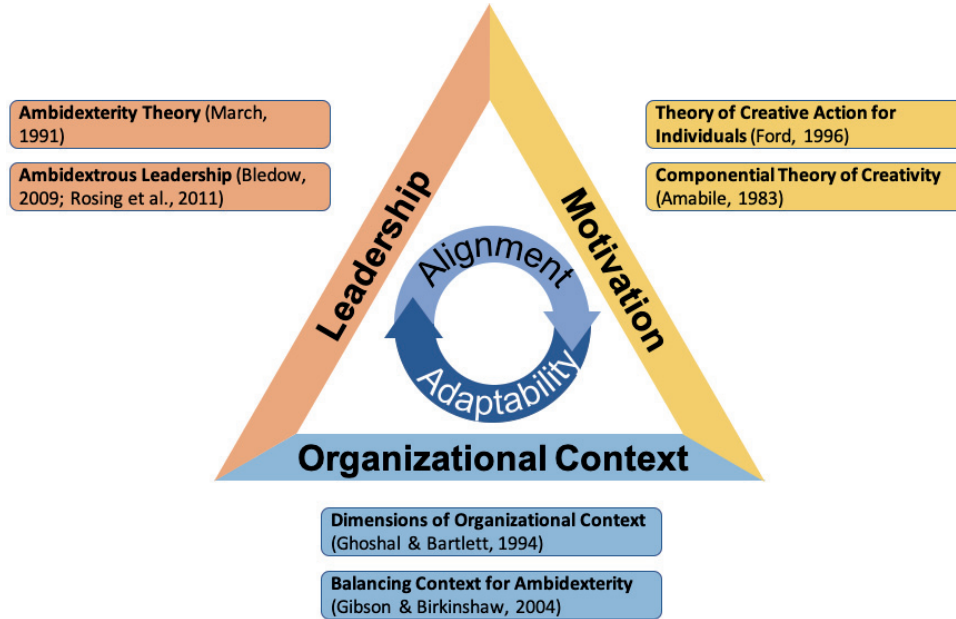 Ambidexterity Theory (March,
1991)
Ambidextrous Leadership (Bledow,
2009; Rosing et al., 2011)
Theory of Creative Action for
Individuals (Ford, 1996)
Componential Theory of Creativity
(Amabile, 1983)
Leadership
Motivation
Alignment
Adaptability
Organizational Context
Dimensions of Organizational Context
(Ghoshal & Bartlett, 1994)
Balancing Context for Ambidexterity
(Gibson & Birkinshaw, 2004)